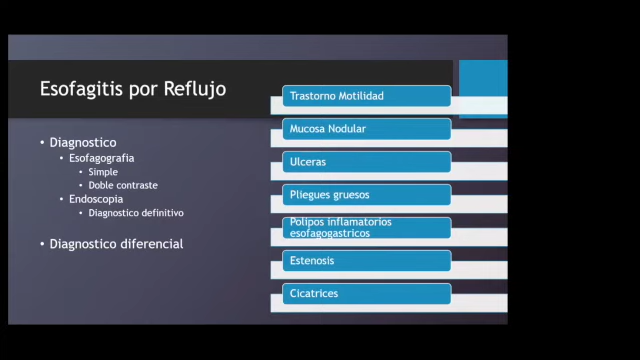 Esofagitis por Reflujo
• Diagnostico
• Esofagografia
• Simple
• Doble contraste
• Endoscopia
• Diagnostico definitivo
• Diagnostico diferencial
Trastorno Motilidad
Mucosa Nodular
Ulceras
Pliegues gruesos
Polipos inflamatorios
esofagogastricos
Estenosis
Cicatrices